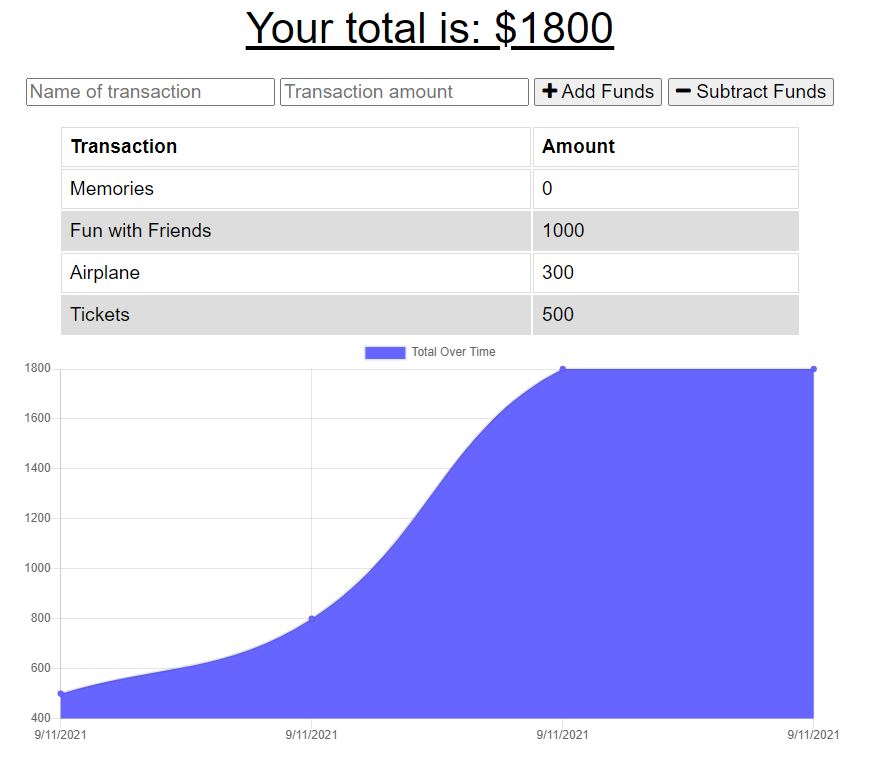 Your total is: $1800
Name of transaction Transaction amount Add Funds Subtract Funds
Transaction Amount
Memories 0
Fun with Friends 1000
Airplane 300
Tickets 500
Total Over Time
1800
1600
1400
1200
1000
800
600
400
9/11/2021 9/11/2021 9/11/2021 9/11/2021